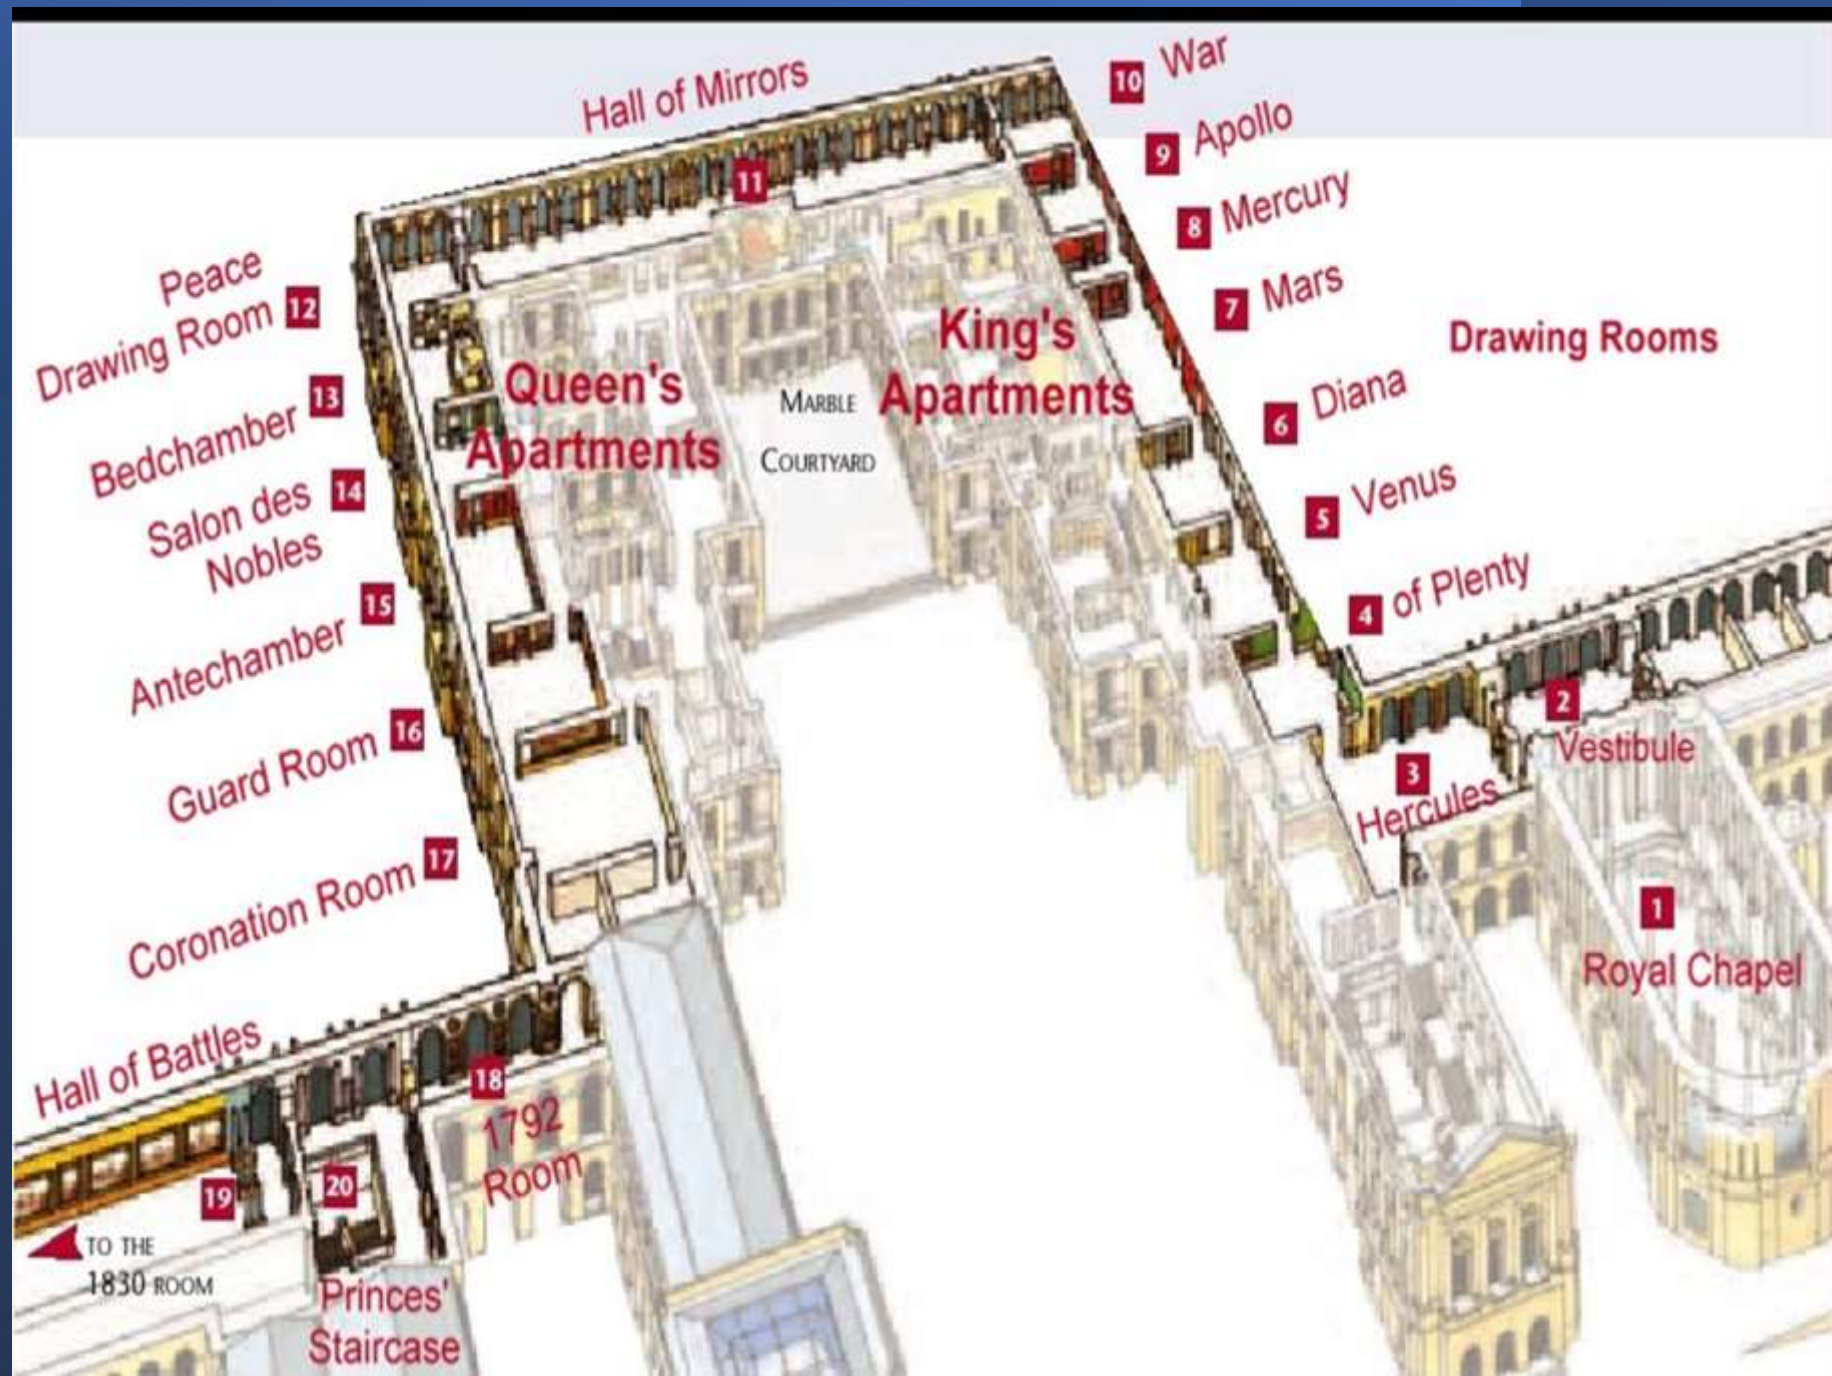 Hall of Mirrors
11
10 War
9 Apollo
8 Mercury
7 Mars
Drawing Rooms
6 Diana
5 Venus
4 of Plenty
2
Vestibule
3
Hercules
1
Royal Chapel
King's
Apartments
MARBLE
COURTYARD
Queen's
Apartments
Peace
Drawing Room 12
Bedchamber 13
Salon des 14
Nobles
Antechamber 15
Guard Room 16
Coronation Room 17
Hall of Battles
18
1792
Room
19
20
TO THE
1830 ROOM
Princes'
Staircase